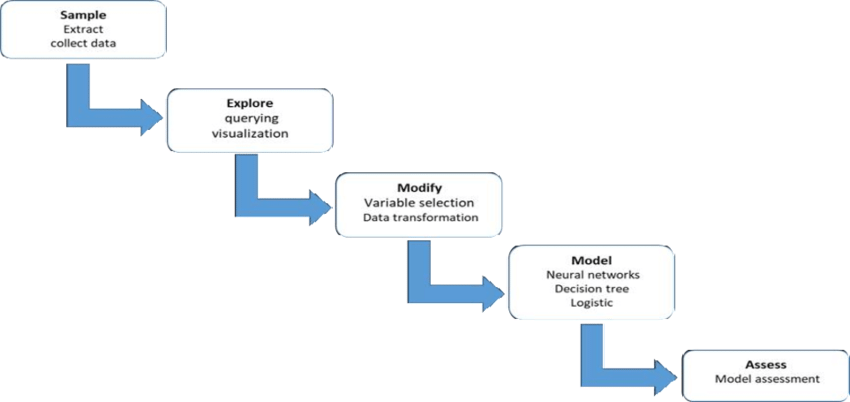 Sample
Extract
collect data
Explore
querying
visualization
Modify
Variable selection
Data transformation
Model
Neural networks
Decision tree
Logistic
Assess
Model assessment